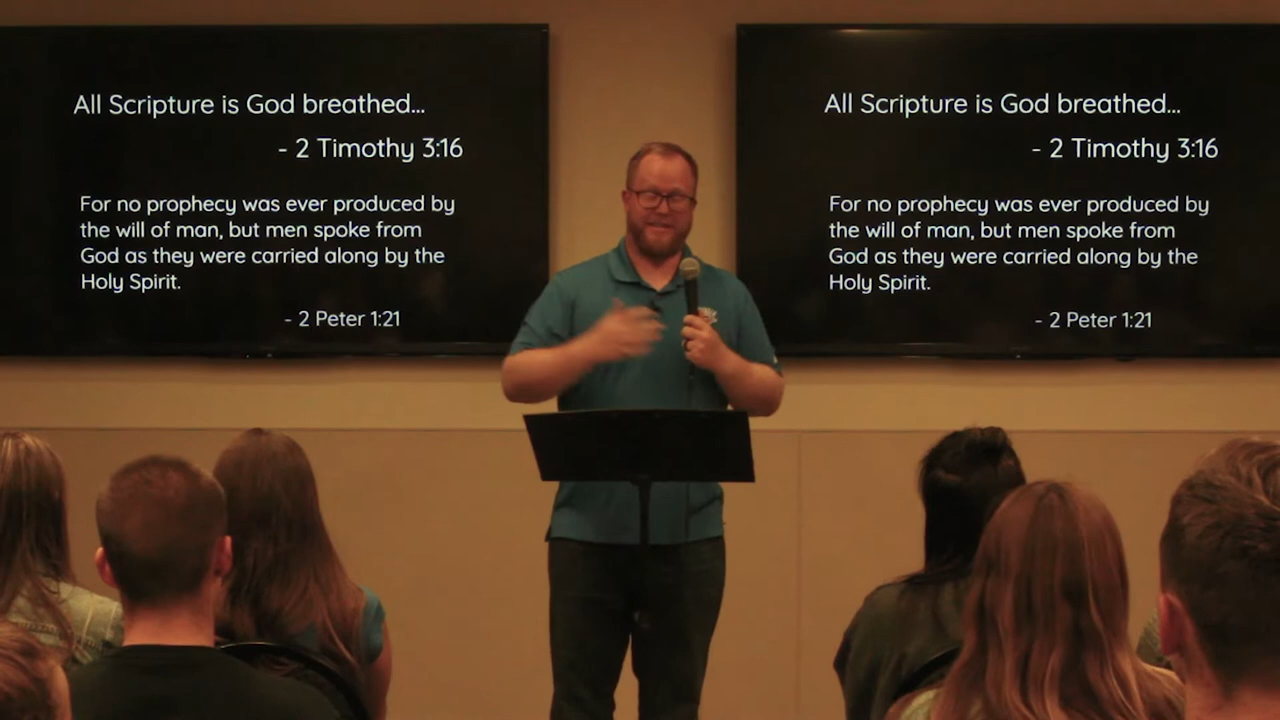 All Scripture is God breathed...
- 2 Timothy 3:16
For no prophecy was ever produced by
the will of man, but men spoke from
God as they were carried along by the
Holy Spirit.
- 2 Peter 1:21
All Scripture is God breathed...
- 2 Timothy 3:16
For no prophecy was ever produced by
the will of man, but men spoke from
God as they were carried along by the
Holy Spirit.
- 2 Peter 1:21